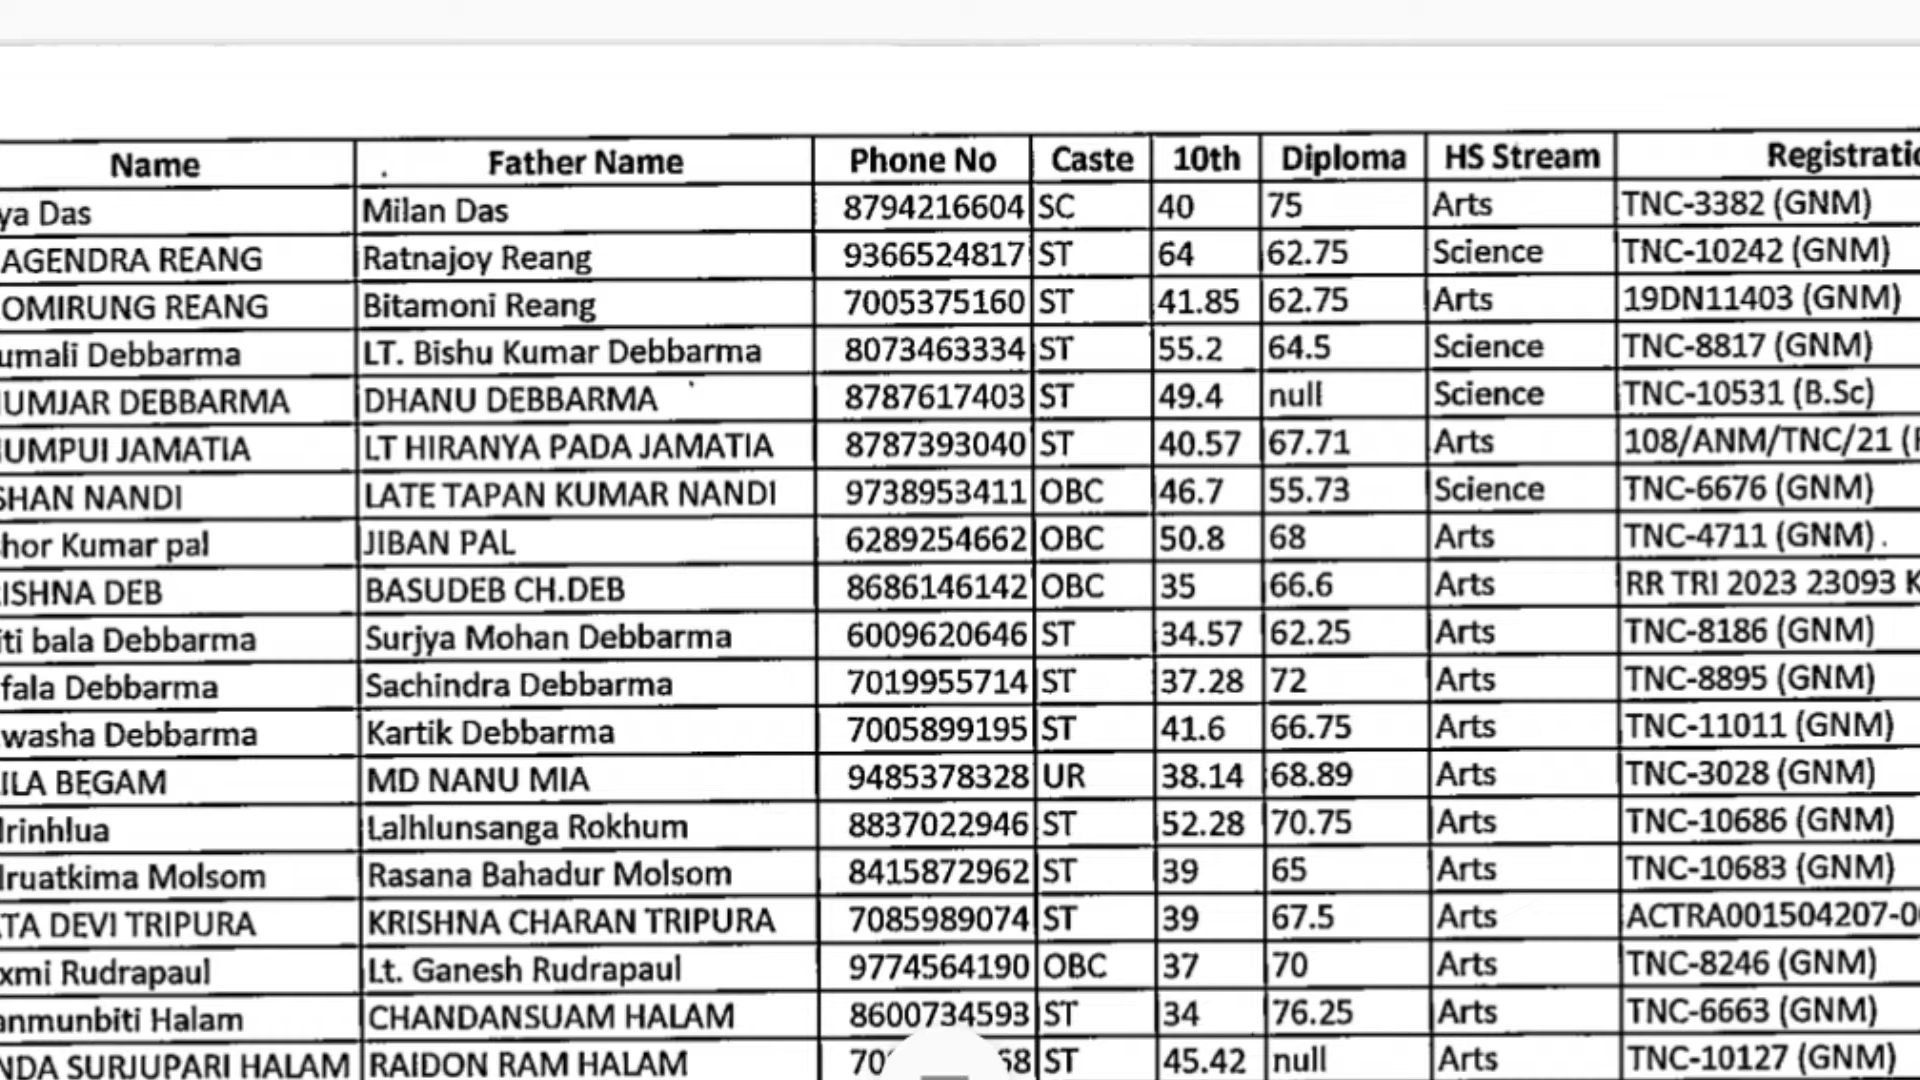 Name Father Name Phone No Caste 10th Diploma HS Stream Registratio
ya Das Milan Das 8794216604 SC 40 75 Arts TNC-3382 (GNM)
AGENDRA REANG Ratnajoy Reang 9366524817 ST 64 62.75 Science TNC-10242 (GNM)
OMIRUNG REANG Bitamoni Reang 7005375160 ST 41.85 62.75 Arts 19DN11403 (GNM)
umali Debbarma LT. Bishu Kumar Debbarma 8073463334 ST 55.2 64.5 Science TNC-8817 (GNM)
UMJAR DEBBARMA DHANU DEBBARMA 8787617403 ST 49.4 null Science TNC-10531 (B.Sc)
UMPUI JAMATIA LT HIRANYA PADA JAMATIA 8787393040 ST 40.57 67.71 Arts 108/ANM/TNC/21
SHAN NANDI LATE TAPAN KUMAR NANDI 9738953411 OBC 46.7 55.73 Science TNC-6676 (GNM)
hor Kumar pal JIBAN PAL 6289254662 OBC 50.8 68 Arts TNC-4711 (GNM)
ISHNA DEB BASUDEB CH.DEB 8686146142 OBC 35 66.6 Arts RR TRI 2023 23093 K
ti bala Debbarma Surjya Mohan Debbarma 6009620646 ST 34.57 62.25 Arts TNC-8186 (GNM)
fala Debbarma Sachindra Debbarma 7019955714 ST 37.28 72 Arts TNC-8895 (GNM)
washa Debbarma Kartik Debbarma 7005899195 ST 41.6 66.75 Arts TNC-11011 (GNM)
ILA BEGAM MD NANU MIA 9485378328 UR 38.14 68.89 Arts TNC-3028 (GNM)
lrinhlua Lalhlunsanga Rokhum 8837022946 ST 52.28 70.75 Arts TNC-10686 (GNM)
lruatkima Molsom Rasana Bahadur Molsom 8415872962 ST 39 65 Arts TNC-10683 (GNM)
TA DEVI TRIPURA KRISHNA CHARAN TRIPURA 7085989074 ST 39 67.5 Arts ACTRA001504207-0
xmi Rudrapaul Lt. Ganesh Rudrapaul 9774564190 OBC 37 70 Arts TNC-8246 (GNM)
anmunbiti Halam CHANDANSUAM HALAM 8600734593 ST 34 76.25 Arts TNC-6663 (GNM)
NDA SURJUPARI HALAM RAIDON RAM HALAM ST 45.42 null Arts TNC-10127 (GNM)